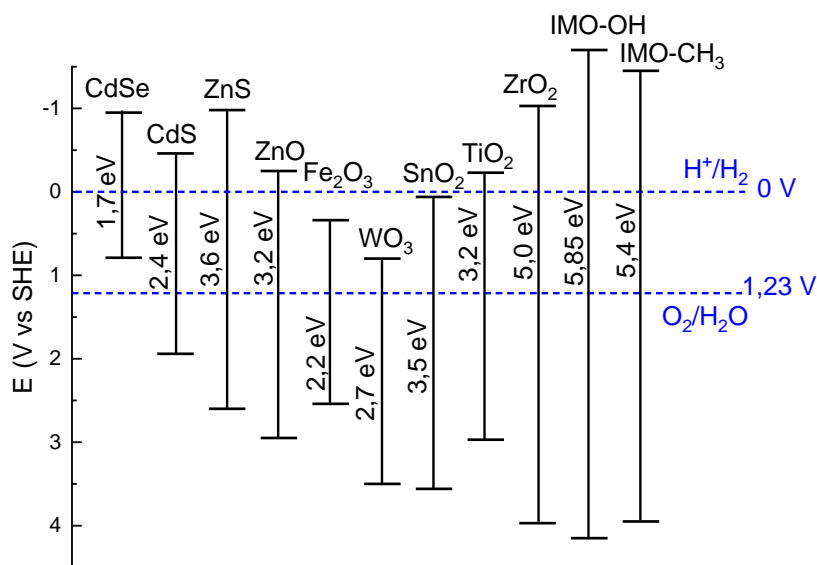 IMO-OH
IMO-CH₃
CdSe
ZnS
ZrO₂
CdS
ZnO
Fe₂O₃
SnO₂
TiO₂
WO₃
H⁺/H₂
0 V
1,23 V
O₂/H₂O
1,7 eV
2,4 eV
3,6 eV
3,2 eV
2,2 eV
2,7 eV
3,5 eV
3,2 eV
5,0 eV
5,85 eV
5,4 eV
E (V vs SHE)
-1
0
1
2
3
4